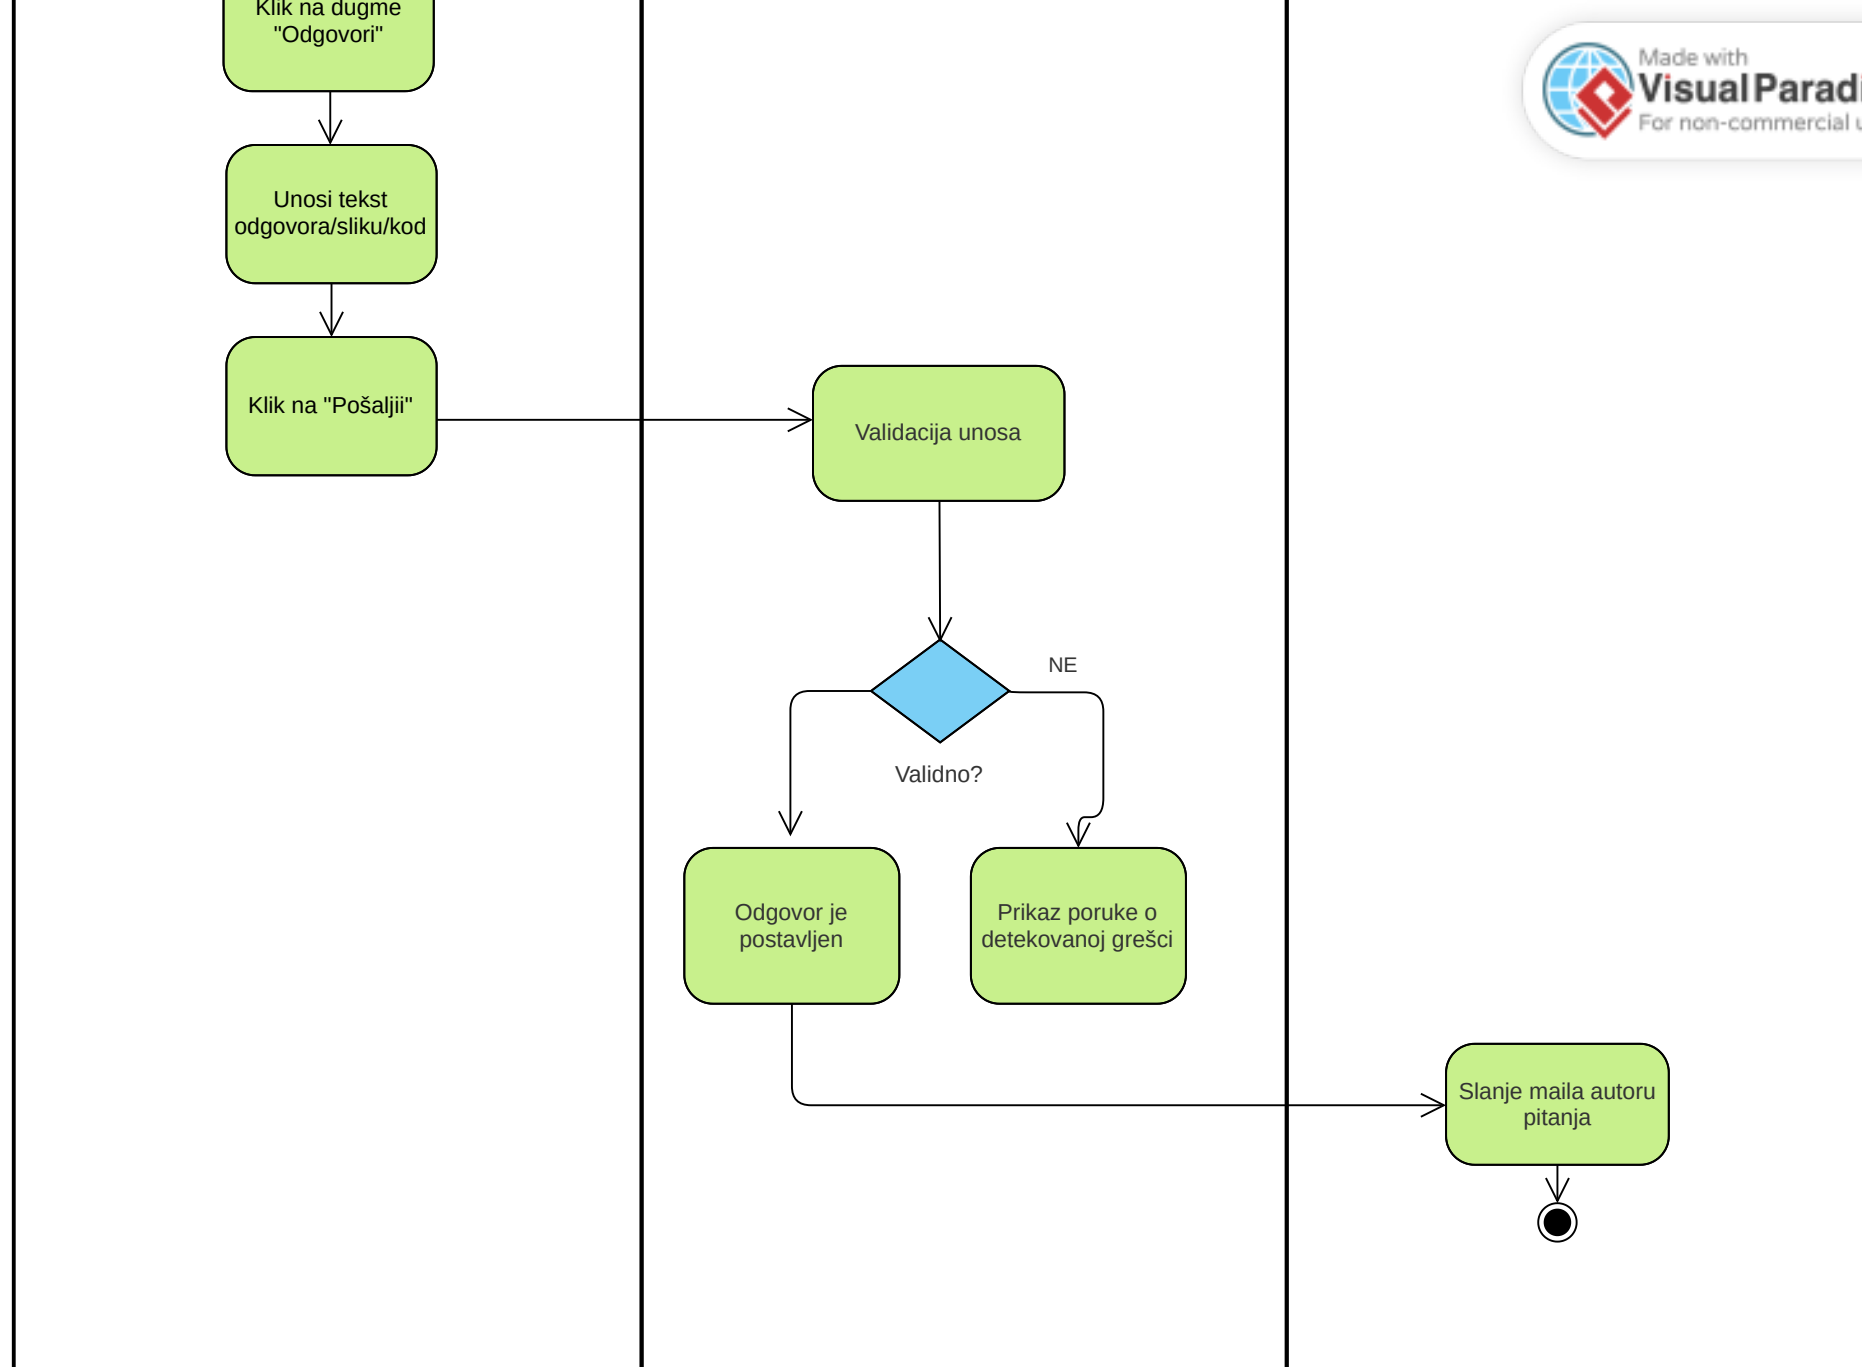 Klik na dugme
"Odgovori"
Made with
Visual Paradi
For non-commercial u
Unosi tekst
odgovora/sliku/kod
Klik na "Pošaljii"
Validacija unosa
NE
Validno?
Odgovor je
postavljen
Prikaz poruke o
detekovanoj grešci
Slanje maila autoru
pitanja